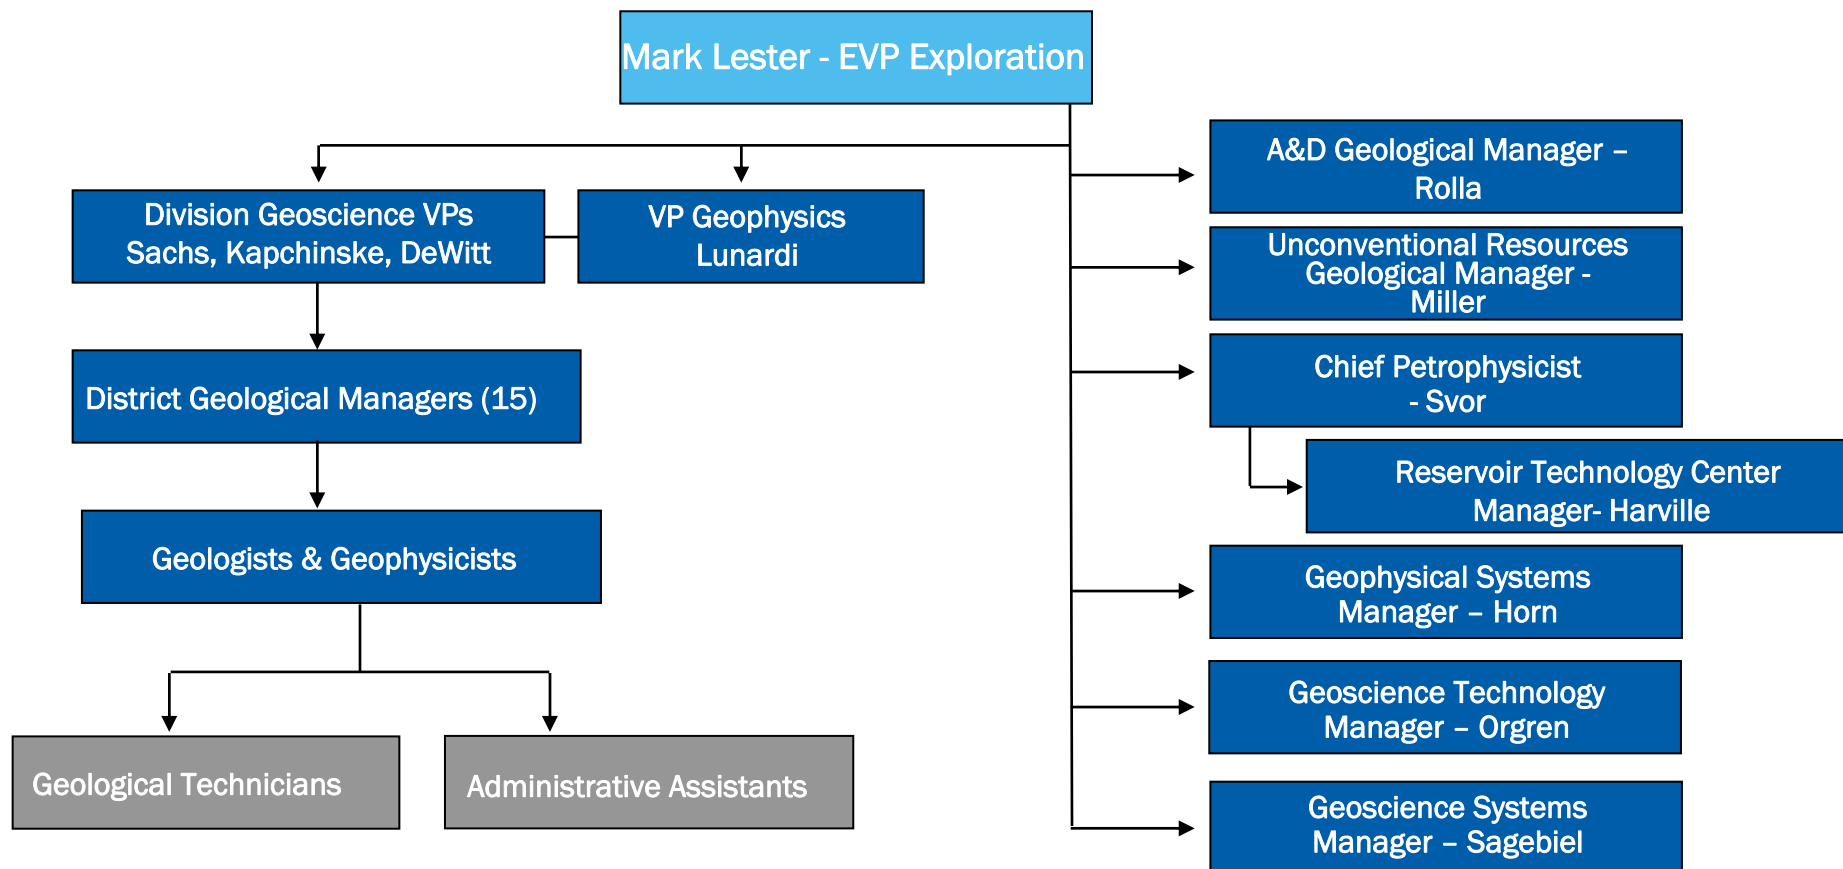 Mark Lester - EVP Exploration
Division Geoscience VPs
Sachs, Kapchinske, DeWitt
VP Geophysics
Lunardi
District Geological Managers (15)
Geologists & Geophysicists
Geological Technicians
Administrative Assistants
A&D Geological Manager –
Rolla
Unconventional Resources
Geological Manager -
Miller
Chief Petrophysicist
- Svor
Reservoir Technology Center
Manager- Harville
Geophysical Systems
Manager – Horn
Geoscience Technology
Manager – Orgren
Geoscience Systems
Manager – Sagebiel